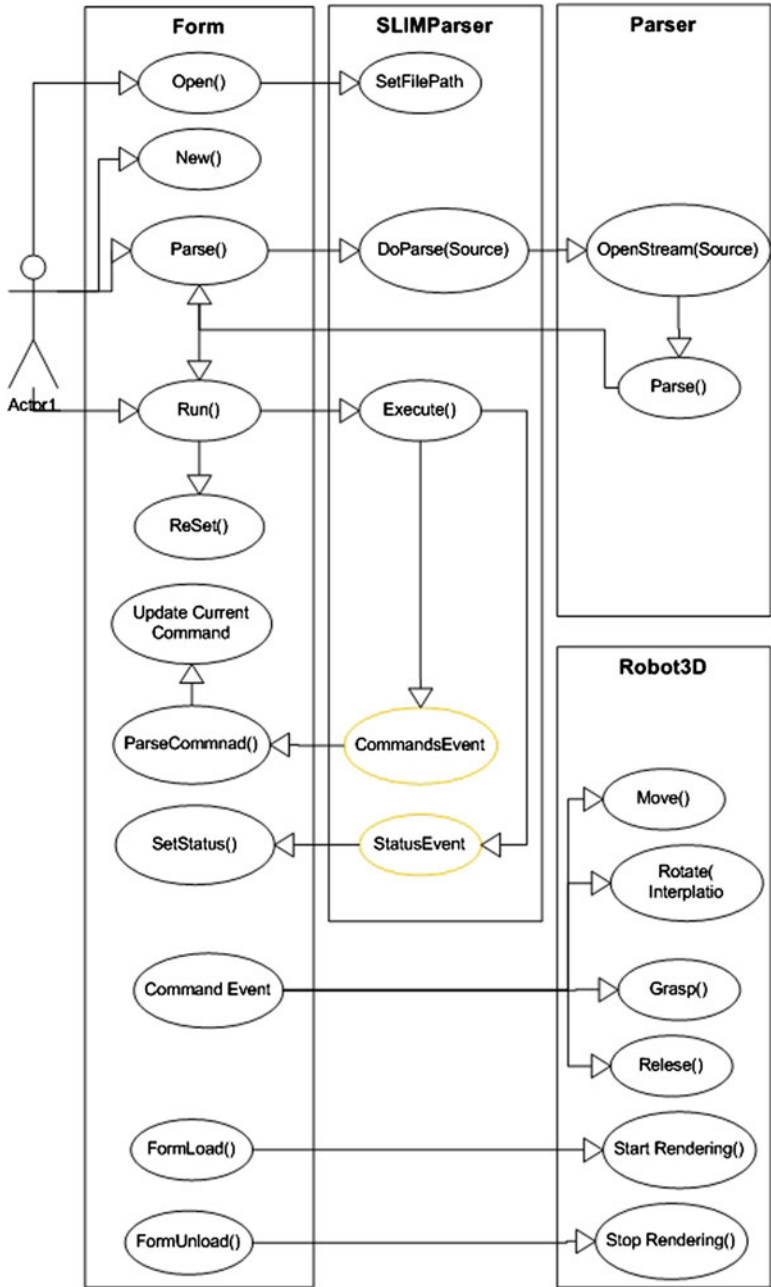 Form
SLIMParser
Parser
Open()
SetFilePath
New()
Parse()
DoParse(Source)
OpenStream(Source)
Actor1
Run()
Execute()
Parse()
ReSet()
Update Current
Command
ParseCommnad()
CommandsEvent
SetStatus()
StatusEvent
Robot3D
Move()
Rotate(
Interplatio
Command Event
Grasp()
Relese()
FormLoad()
Start Rendering()
FormUnload()
Stop Rendering()